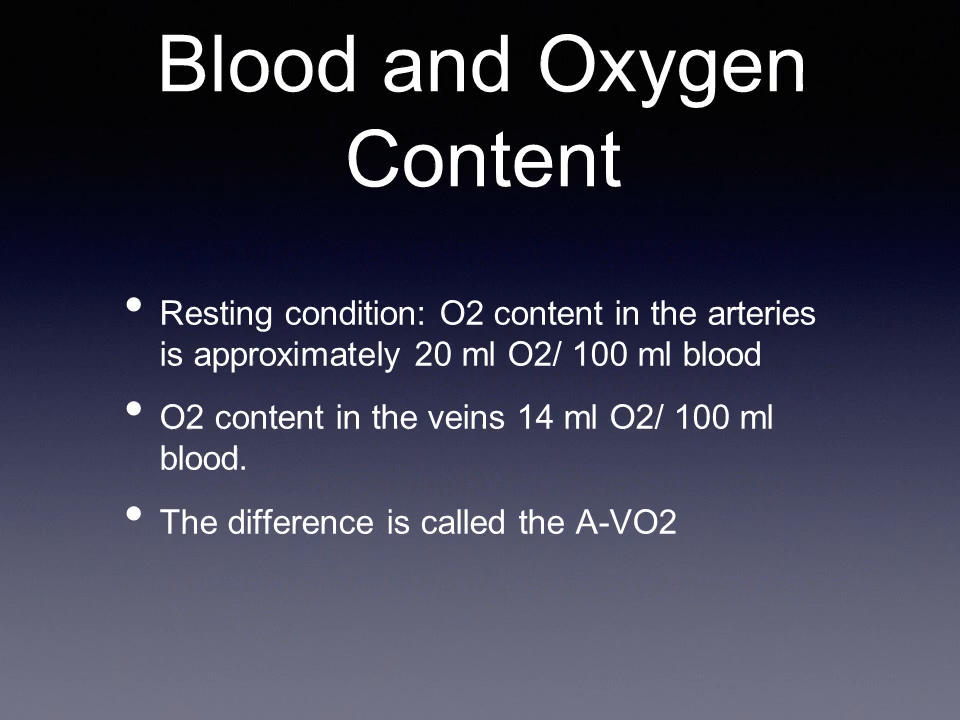 Blood and Oxygen
Content
• Resting condition: O2 content in the arteries
is approximately 20 ml O2/ 100 ml blood
• O2 content in the veins 14 ml O2/ 100 ml
blood.
• The difference is called the A-VO2